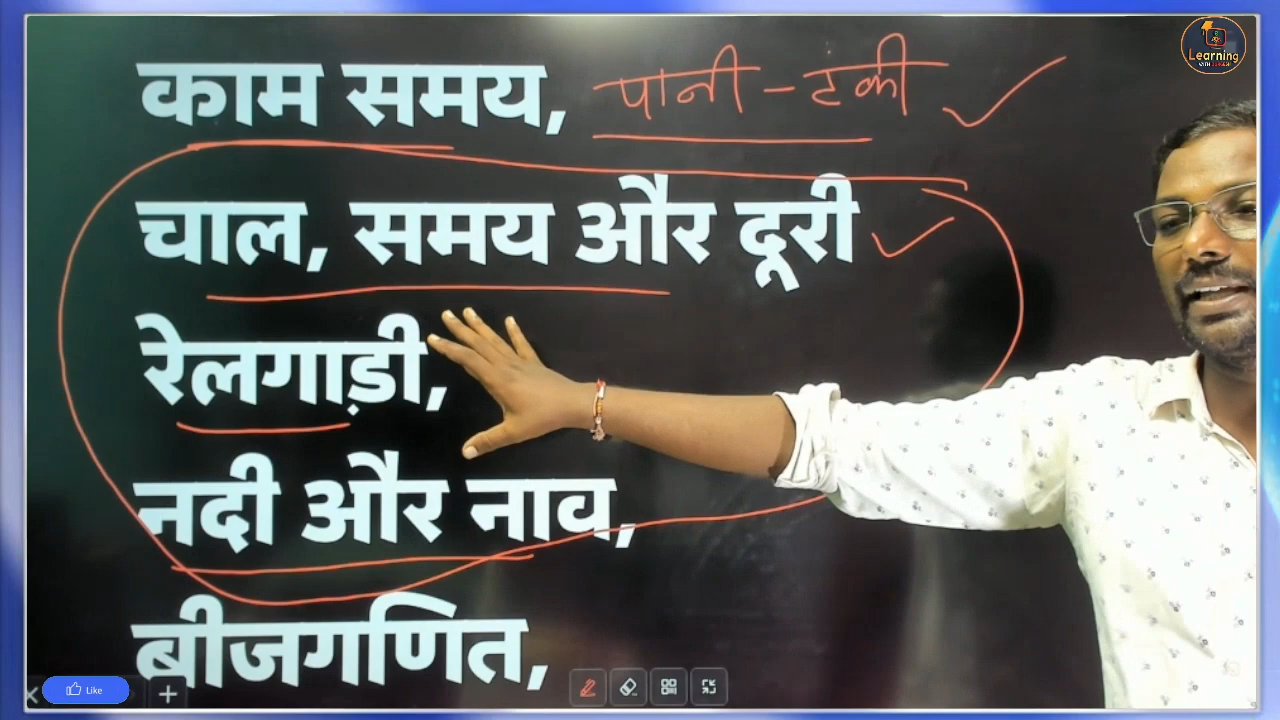 Learning
काम समय, पानी - टंकी
चाल, समय और दूरी
रेलगाड़ी,
नदी और नाव,
बीजगणित,
Like